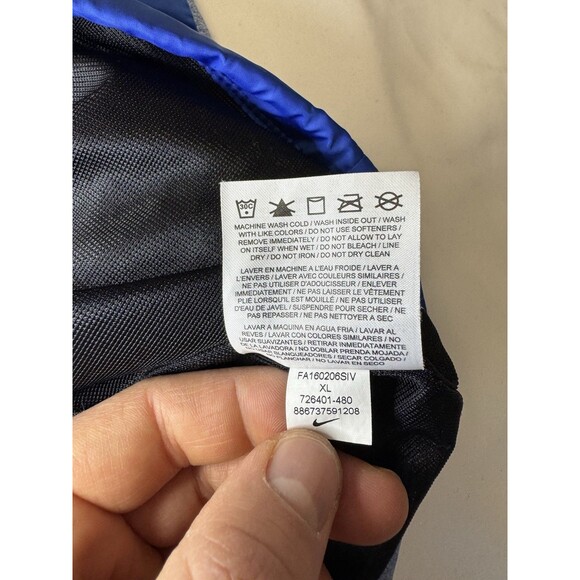 30C
MACHINE WASH COLD / WASH INSIDE OUT / WASH
WITH LIKE COLORS / DO NOT USE SOFTENERS /
REMOVE IMMEDIATELY / DO NOT ALLOW TO LAY
ON ITSELF WHEN WET / DO NOT BLEACH / LINE
DRY / DO NOT IRON / DO NOT DRY CLEAN
LAVER EN MACHINE A L'EAU FROIDE / LAVER A
L'ENVERS / LAVER AVEC COULEURS SIMILAIRES /
NE PAS UTILISER D'ADOUCISSEUR / ENLEVER
IMMEDIATEMENT / NE PAS LAISSER LE VÊTEMENT
PLIE LORSQU'IL EST MOUILLÉ / NE PAS UTILISER
D'EAU DE JAVEL / SUSPENDRE POUR SECHER / NE
PAS REPASSER / NE PAS NETTOYER A SEC
LAVAR A MAQUINA EN AGUA FRIA / LAVAR AL
REVES / LAVAR CON COLORES SIMILARES / NO
USAR SUAVIZANTES / RETIRAR INMEDIATAMENTE
DE LA LAVADORA / NO DOBLAR PRENDA MOJADA /
USAR BLANQUEADORES / SECAR COLGADO /
PLANCHAR / NO LAVAR EN SECO
FA160206SIV
XL
726401-480
886737591208